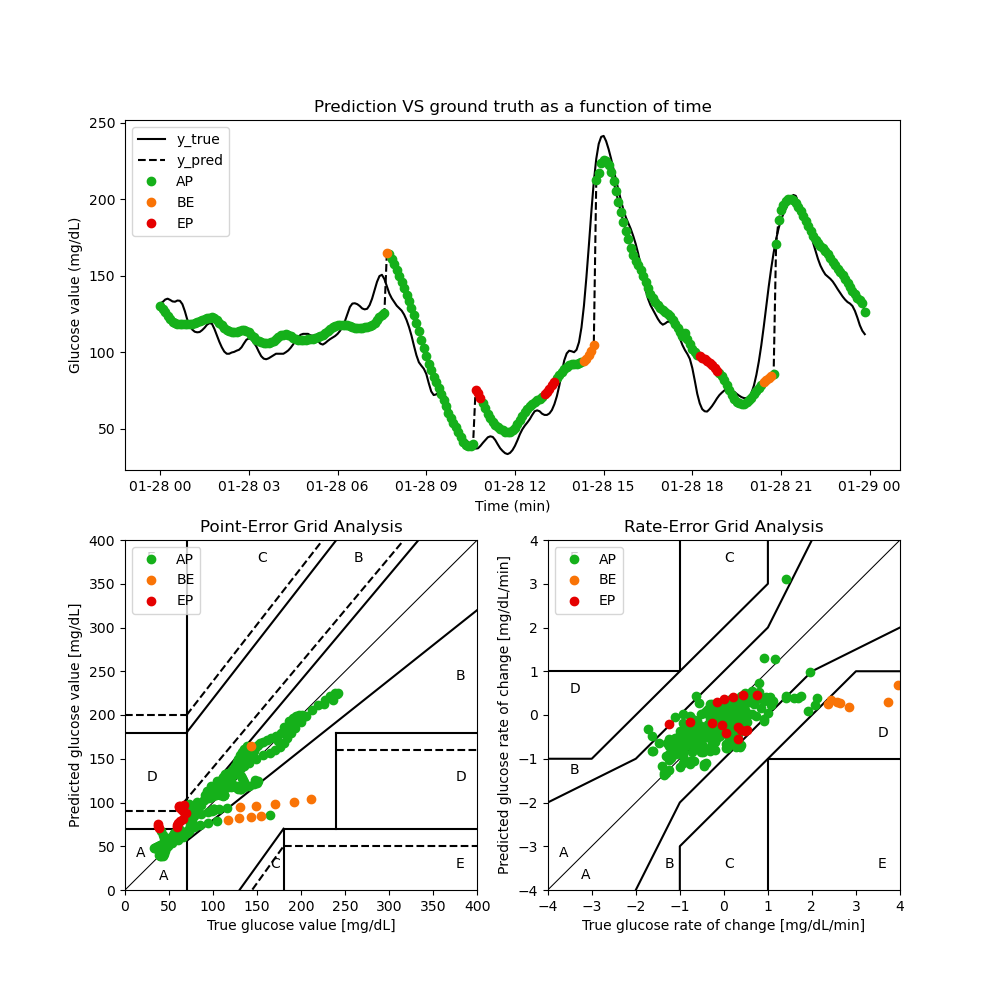 Prediction VS ground truth as a function of time
Glucose value (mg/dL)
250
200
150
100
50
y_true
y_pred
AP
BE
EP
01-28 00 01-28 03 01-28 06 01-28 09 01-28 12 01-28 15 01-28 18 01-28 21 01-29 00
Time (min)
Point-Error Grid Analysis
Predicted glucose value [mg/dL]
400
350
300
250
200
150
100
50
0
AP
BE
EP
C
B
B
D
D
A
A
C
E
0 50 100 150 200 250 300 350 400
True glucose value [mg/dL]
Rate-Error Grid Analysis
Predicted glucose rate of change [mg/dL/min]
4
3
2
1
0
−1
−2
−3
−4
AP
BE
EP
C
D
D
B
A
A
B
C
E
−4 −3 −2 −1 0 1 2 3 4
True glucose rate of change [mg/dL/min]